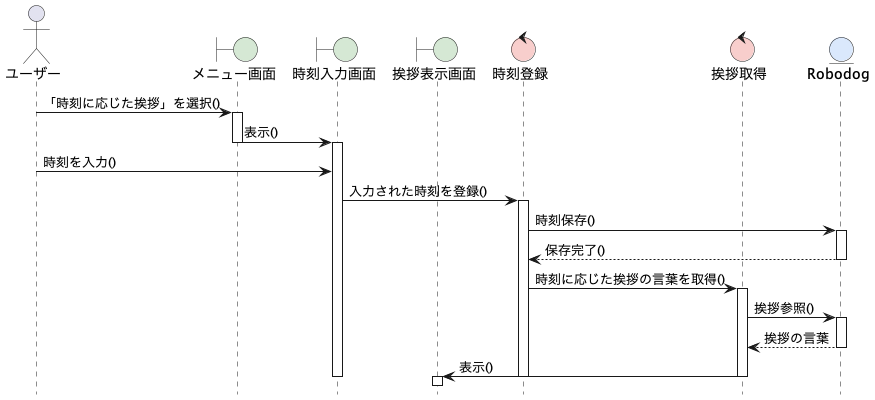 ユーザー
メニュー画面
時刻入力画面
挨拶表示画面
時刻登録
挨拶取得
Robodog
「時刻に応じた挨拶」を選択()
表示()
時刻を入力()
入力された時刻を登録()
時刻保存()
保存完了()
時刻に応じた挨拶の言葉を取得()
挨拶参照()
挨拶の言葉
表示()